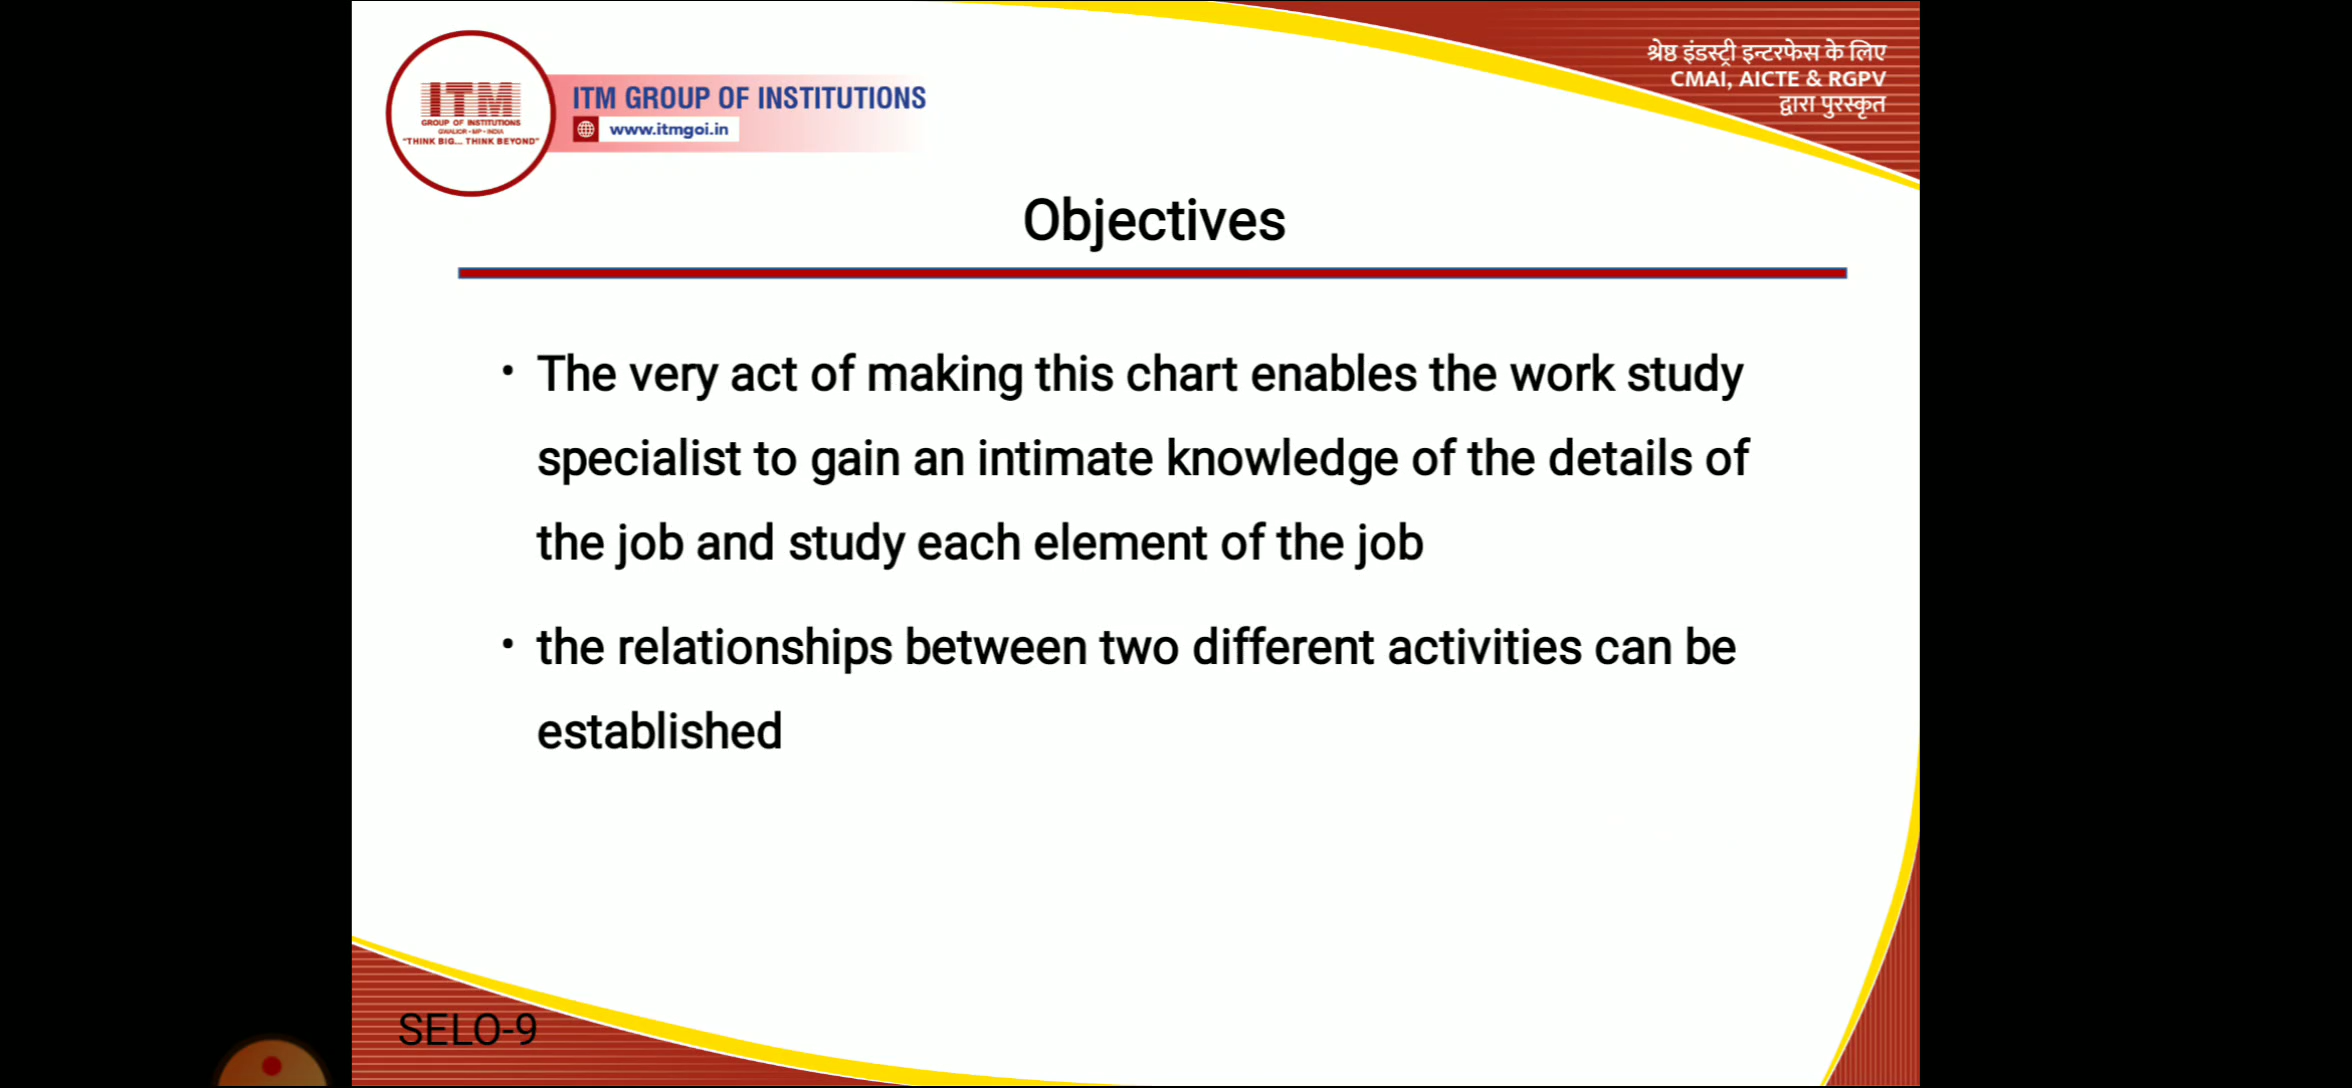 ITM
GROUP OF INSTITUTIONS
GWALIOR - MP - INDIA
"THINK BIG... THINK BEYOND"
ITM GROUP OF INSTITUTIONS
www.itmgoi.in
श्रेष्ठ इंडस्ट्री इन्टरफेस के लिए
CMAI, AICTE & RGPV
द्वारा पुरस्कृत
Objectives
• The very act of making this chart enables the work study
specialist to gain an intimate knowledge of the details of
the job and study each element of the job
• the relationships between two different activities can be
established
SELO-9